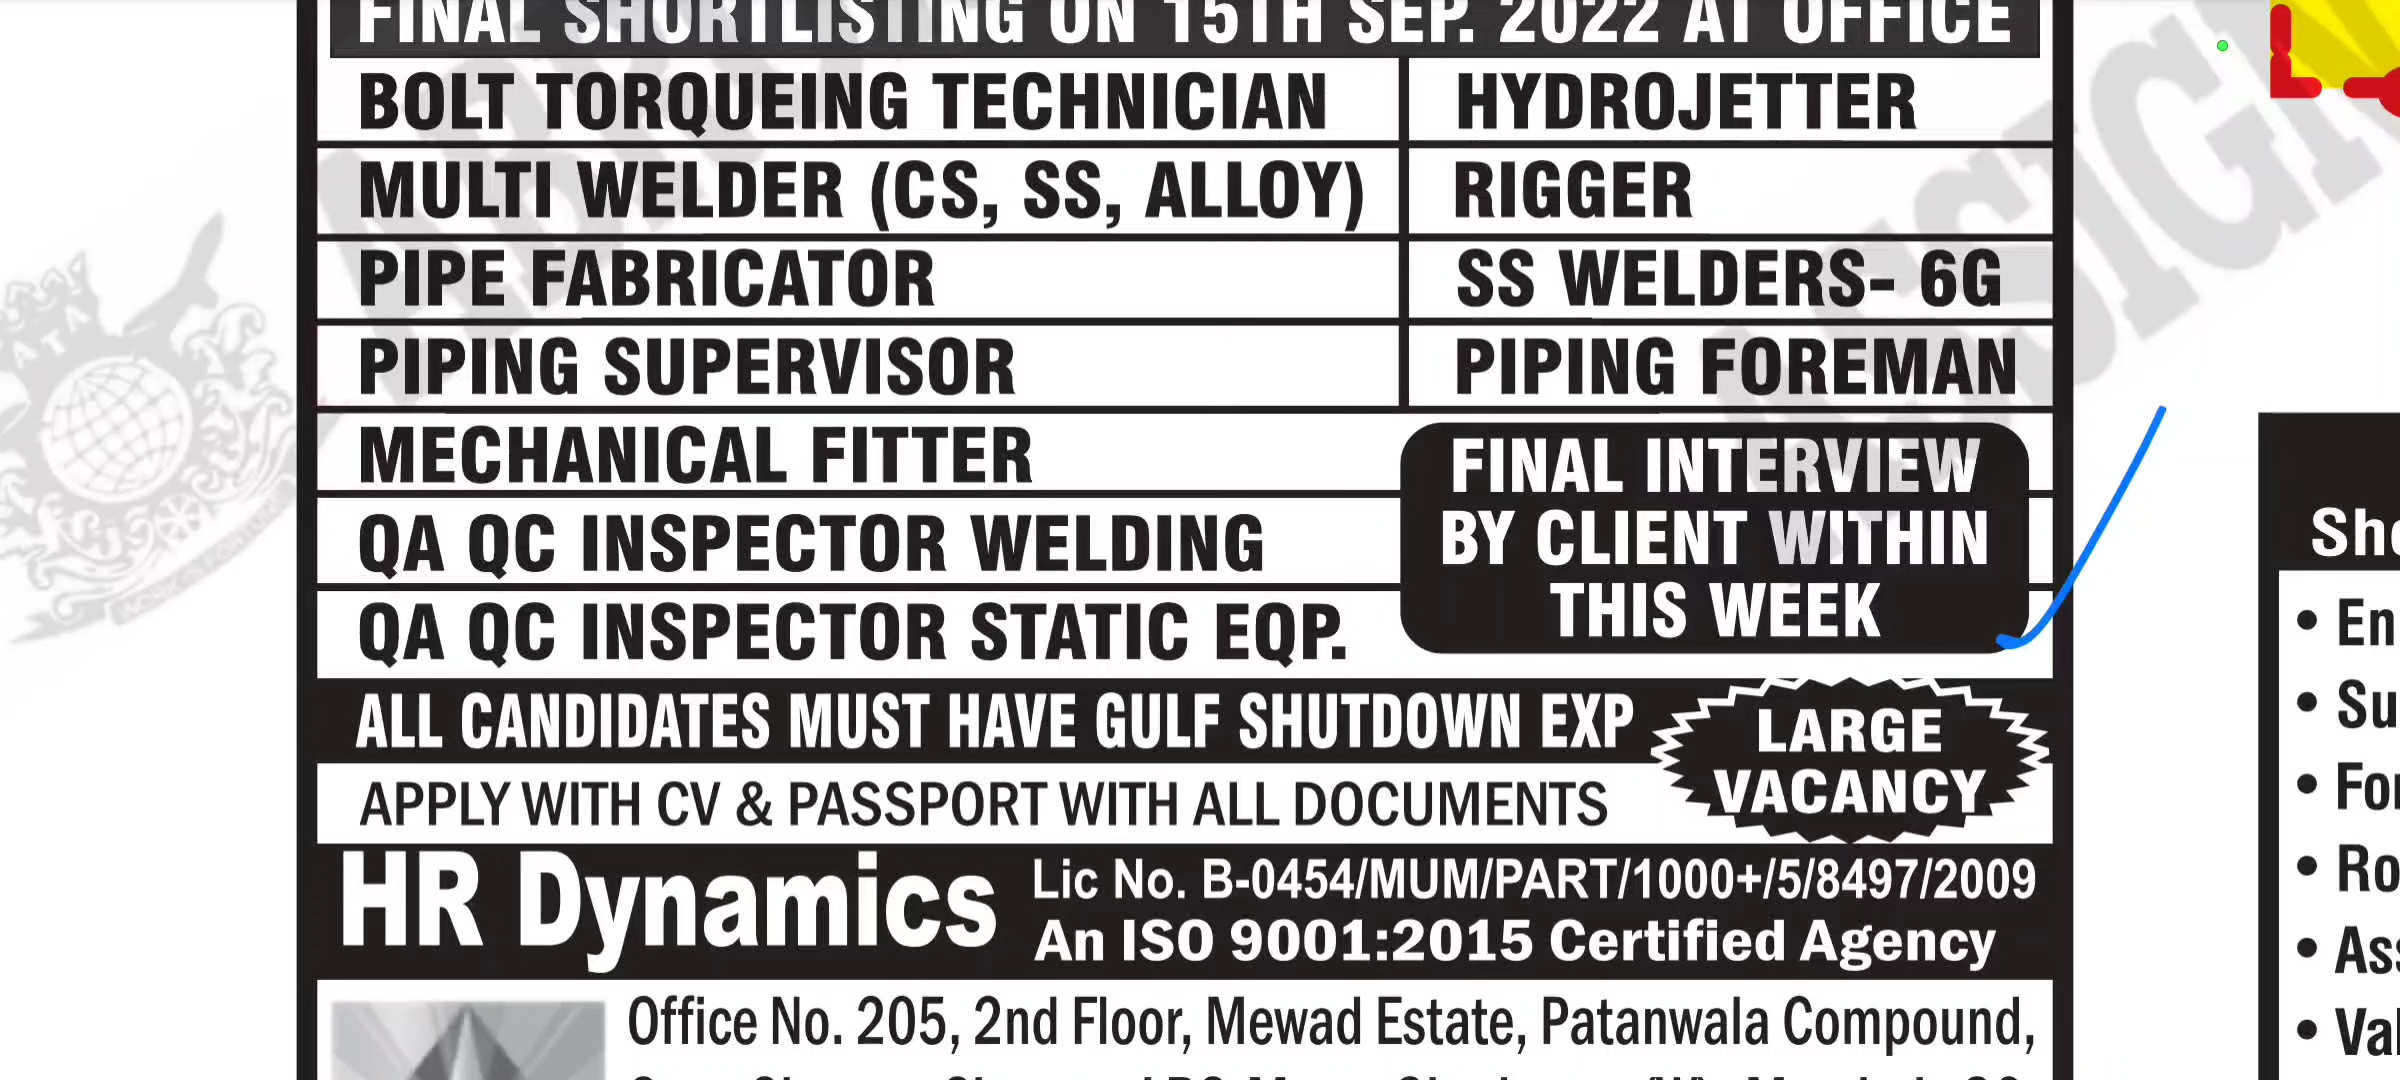 FINAL SHORTLISTING ON 15TH SEP. 2022 AT OFFICE
BOLT TORQUEING TECHNICIAN
HYDROJETTER
MULTI WELDER (CS, SS, ALLOY)
RIGGER
PIPE FABRICATOR
SS WELDERS- 6G
PIPING SUPERVISOR
PIPING FOREMAN
MECHANICAL FITTER
QA QC INSPECTOR WELDING
QA QC INSPECTOR STATIC EQP.
FINAL INTERVIEW
BY CLIENT WITHIN
THIS WEEK
ALL CANDIDATES MUST HAVE GULF SHUTDOWN EXP
LARGE
VACANCY
APPLY WITH CV & PASSPORT WITH ALL DOCUMENTS
HR Dynamics
Lic No. B-0454/MUM/PART/1000+/5/8497/2009
An ISO 9001:2015 Certified Agency
Office No. 205, 2nd Floor, Mewad Estate, Patanwala Compound,